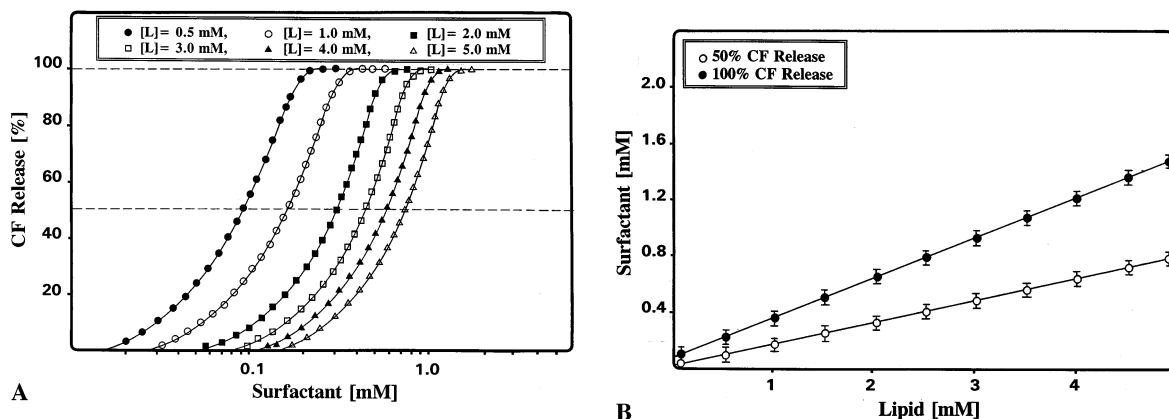 [L]= 0.5 mM, [L]= 1.0 mM, [L]= 2.0 mM
[L]= 3.0 mM, [L]= 4.0 mM, [L]= 5.0 mM
CF Release [%]
100
80
60
40
20
0.1 1.0
Surfactant [mM]
A
50% CF Release
100% CF Release
Surfactant [mM]
2.0
1.6
1.2
0.8
0.4
1 2 3 4
Lipid [mM]
B